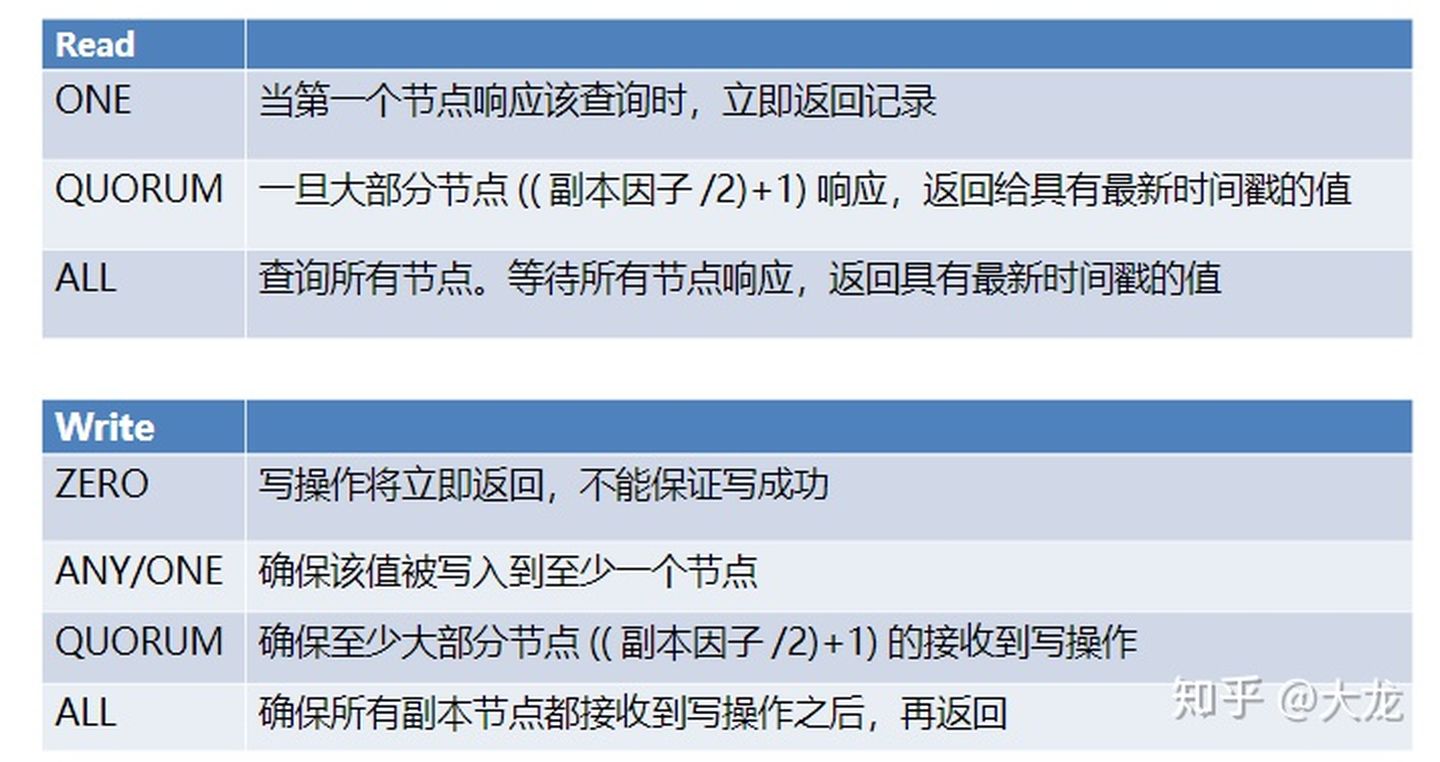 Read
ONE 当第一个节点响应该查询时，立即返回记录
QUORUM 一旦大部分节点 (( 副本因子 /2)+1) 响应，返回给具有最新时间戳的值
ALL 查询所有节点。等待所有节点响应，返回具有最新时间戳的值
Write
ZERO 写操作将立即返回，不能保证写成功
ANY/ONE 确保该值被写入到至少一个节点
QUORUM 确保至少大部分节点 (( 副本因子 /2)+1) 的接收到写操作
ALL 确保所有副本节点都接收到写操作之后，再返回
知乎 @大龙